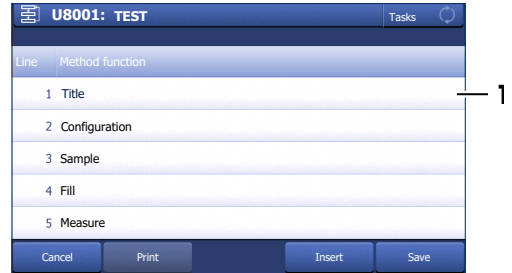 U8001: TEST Tasks
Line Method function
1 Title
1
2 Configuration
3 Sample
4 Fill
5 Measure
Cancel Print Insert Save